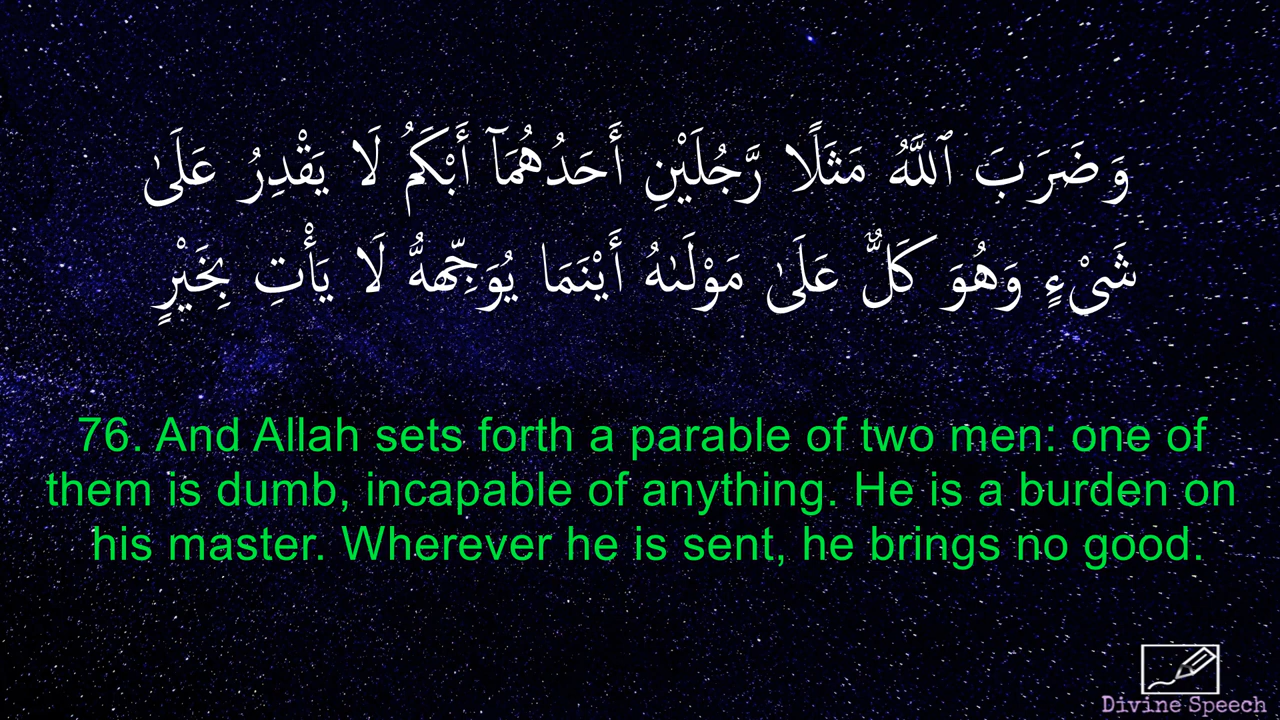 وَضَرَبَ ٱللَّهُ مَثَلًا رَّجُلَيْنِ أَحَدُهُمَآ أَبْكَمُ لَا يَقْدِرُ عَلَىٰ
شَىْءٍ وَهُوَ كَلٌّ عَلَىٰ مَوْلَىٰهُ أَيْنَمَا يُوَجِّههُّ لَا يَأْتِ بِخَيْرٍ
76. And Allah sets forth a parable of two men: one of
them is dumb, incapable of anything. He is a burden on
his master. Wherever he is sent, he brings no good.
Divine Speech